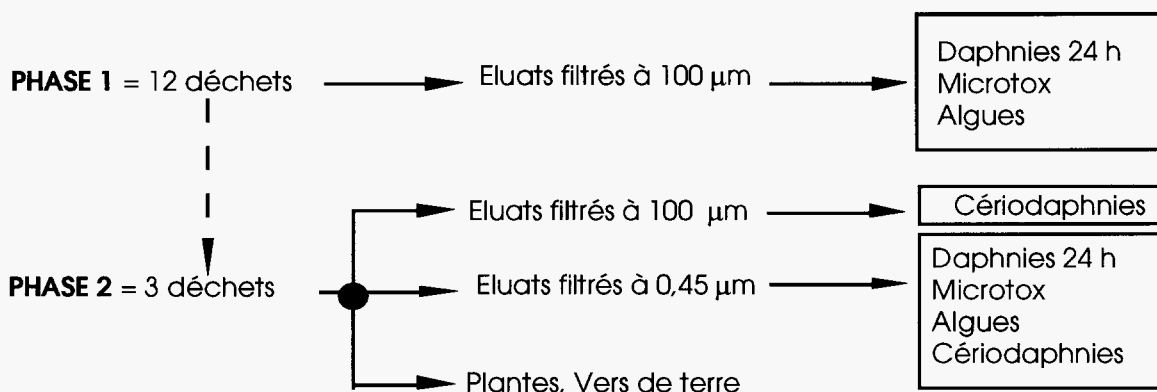 PHASE 1 = 12 déchets
Eluats filtrés à 100 µm
Daphnies 24 h
Microtox
Algues
Eluats filtrés à 100 µm
Cériodaphnies
PHASE 2 = 3 déchets
Eluats filtrés à 0,45 µm
Daphnies 24 h
Microtox
Algues
Cériodaphnies
Plantes, Vers de terre